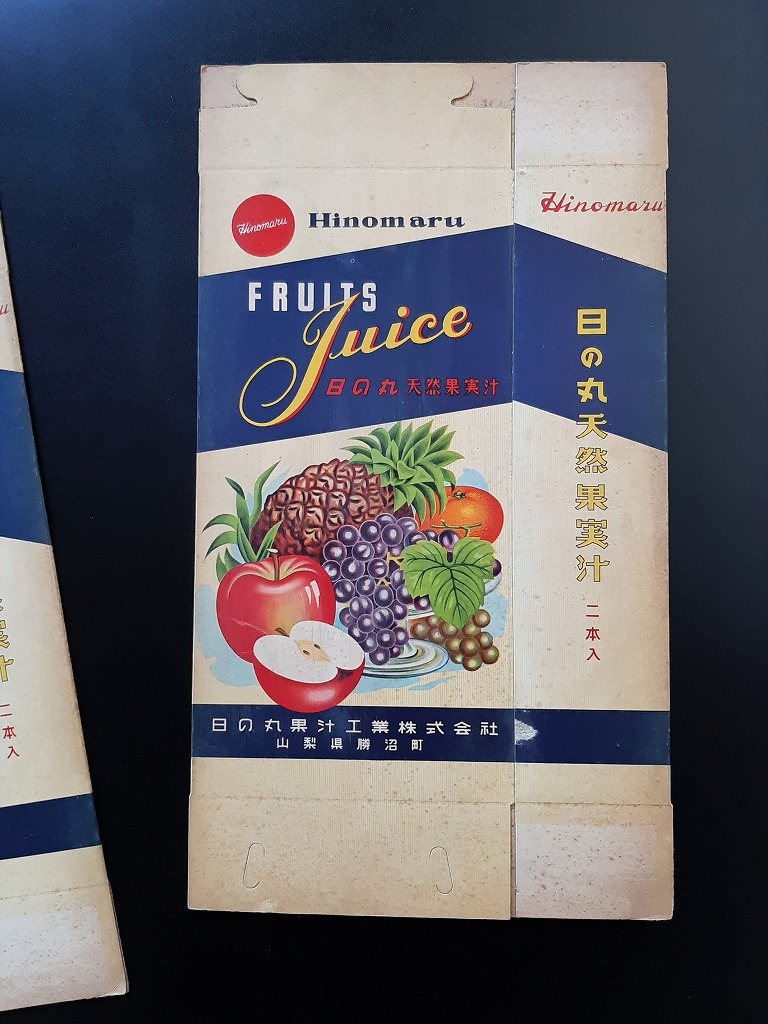 Hinomaru
Hinomaru
FRUITS
Juice
日の丸天然果実汁
日の丸果汁工業株式会社
山梨県勝沼町
Hinomaru
日の丸天然果実汁
二本入
u
実汁
二本入